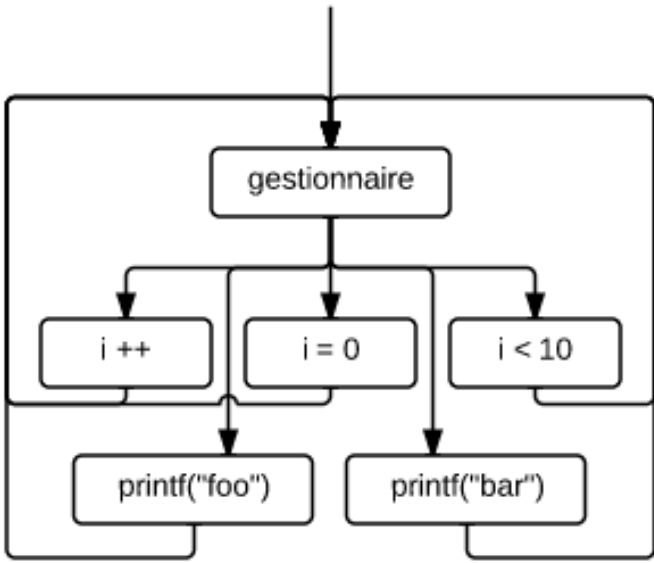 gestionnaire
i ++
i = 0
i < 10
printf("foo")
printf("bar")